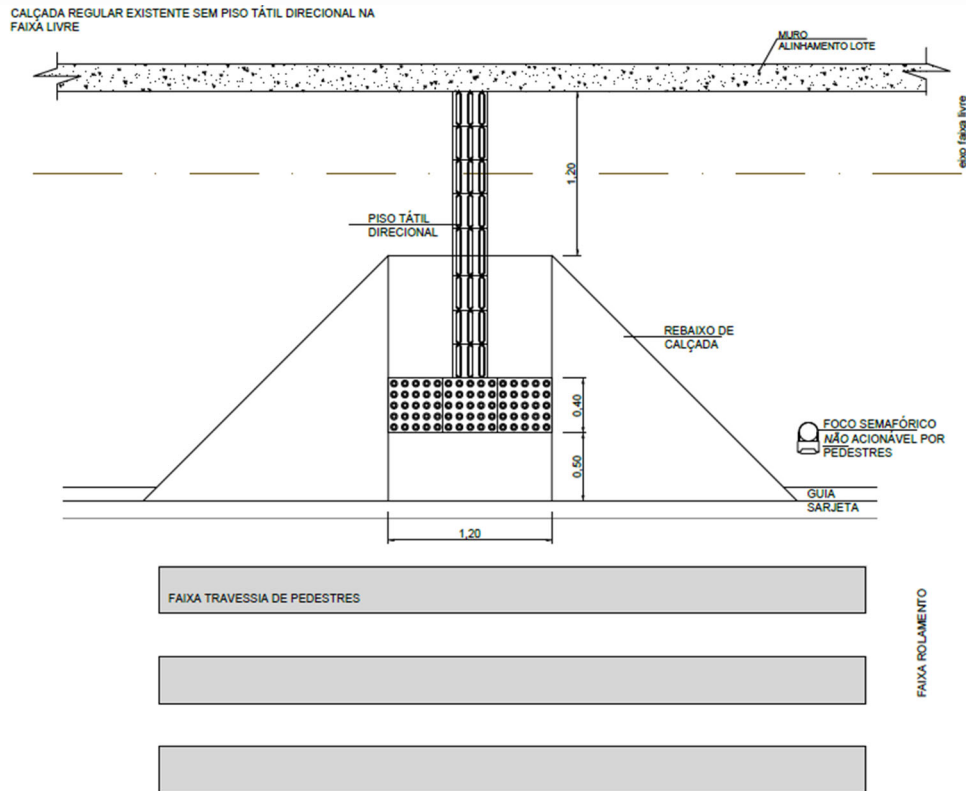 CALÇADA REGULAR EXISTENTE SEM PISO TÁTIL DIRECIONAL NA
FAIXA LIVRE
MURO
ALINHAMENTO LOTE
eixo faixa livre
1,20
PISO TÁTIL
DIRECIONAL
REBAIXO DE
CALÇADA
0,40
FOCO SEMAFÓRICO
NÃO ACIONÁVEL POR
PEDESTRES
0,50
GUIA
SARJETA
1,20
FAIXA TRAVESSIA DE PEDESTRES
FAIXA ROLAMENTO